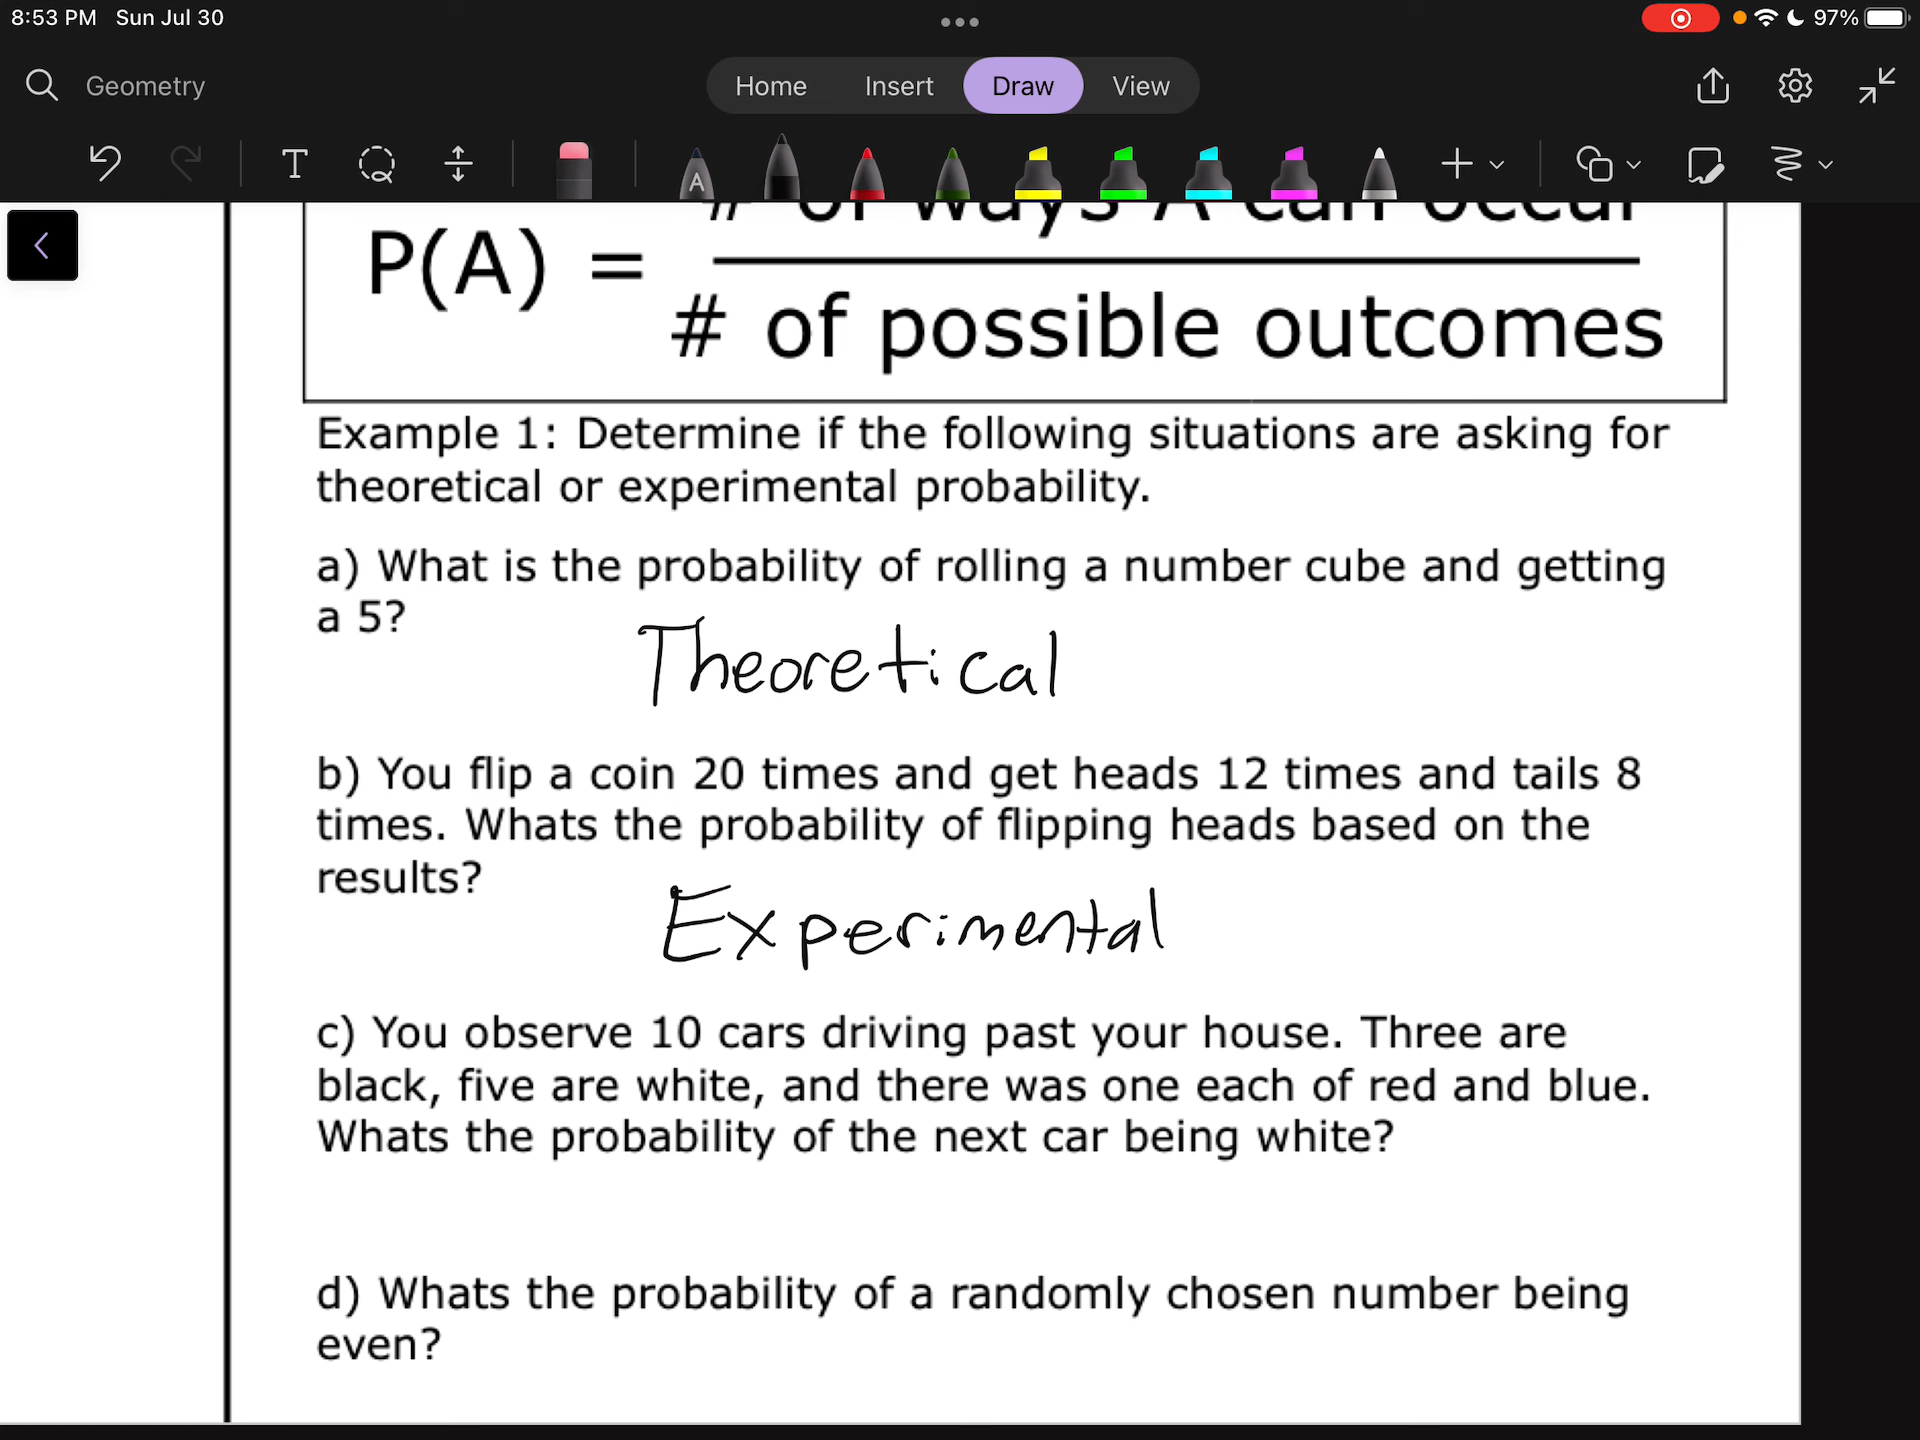 8:53 PM Sun Jul 30
97%
Geometry
Home Insert Draw View
T
A
# of ways A can occur
P(A) =
# of possible outcomes
Example 1: Determine if the following situations are asking for
theoretical or experimental probability.
a) What is the probability of rolling a number cube and getting
a 5?
Theoretical
b) You flip a coin 20 times and get heads 12 times and tails 8
times. Whats the probability of flipping heads based on the
results?
Experimental
c) You observe 10 cars driving past your house. Three are
black, five are white, and there was one each of red and blue.
Whats the probability of the next car being white?
d) Whats the probability of a randomly chosen number being
even?